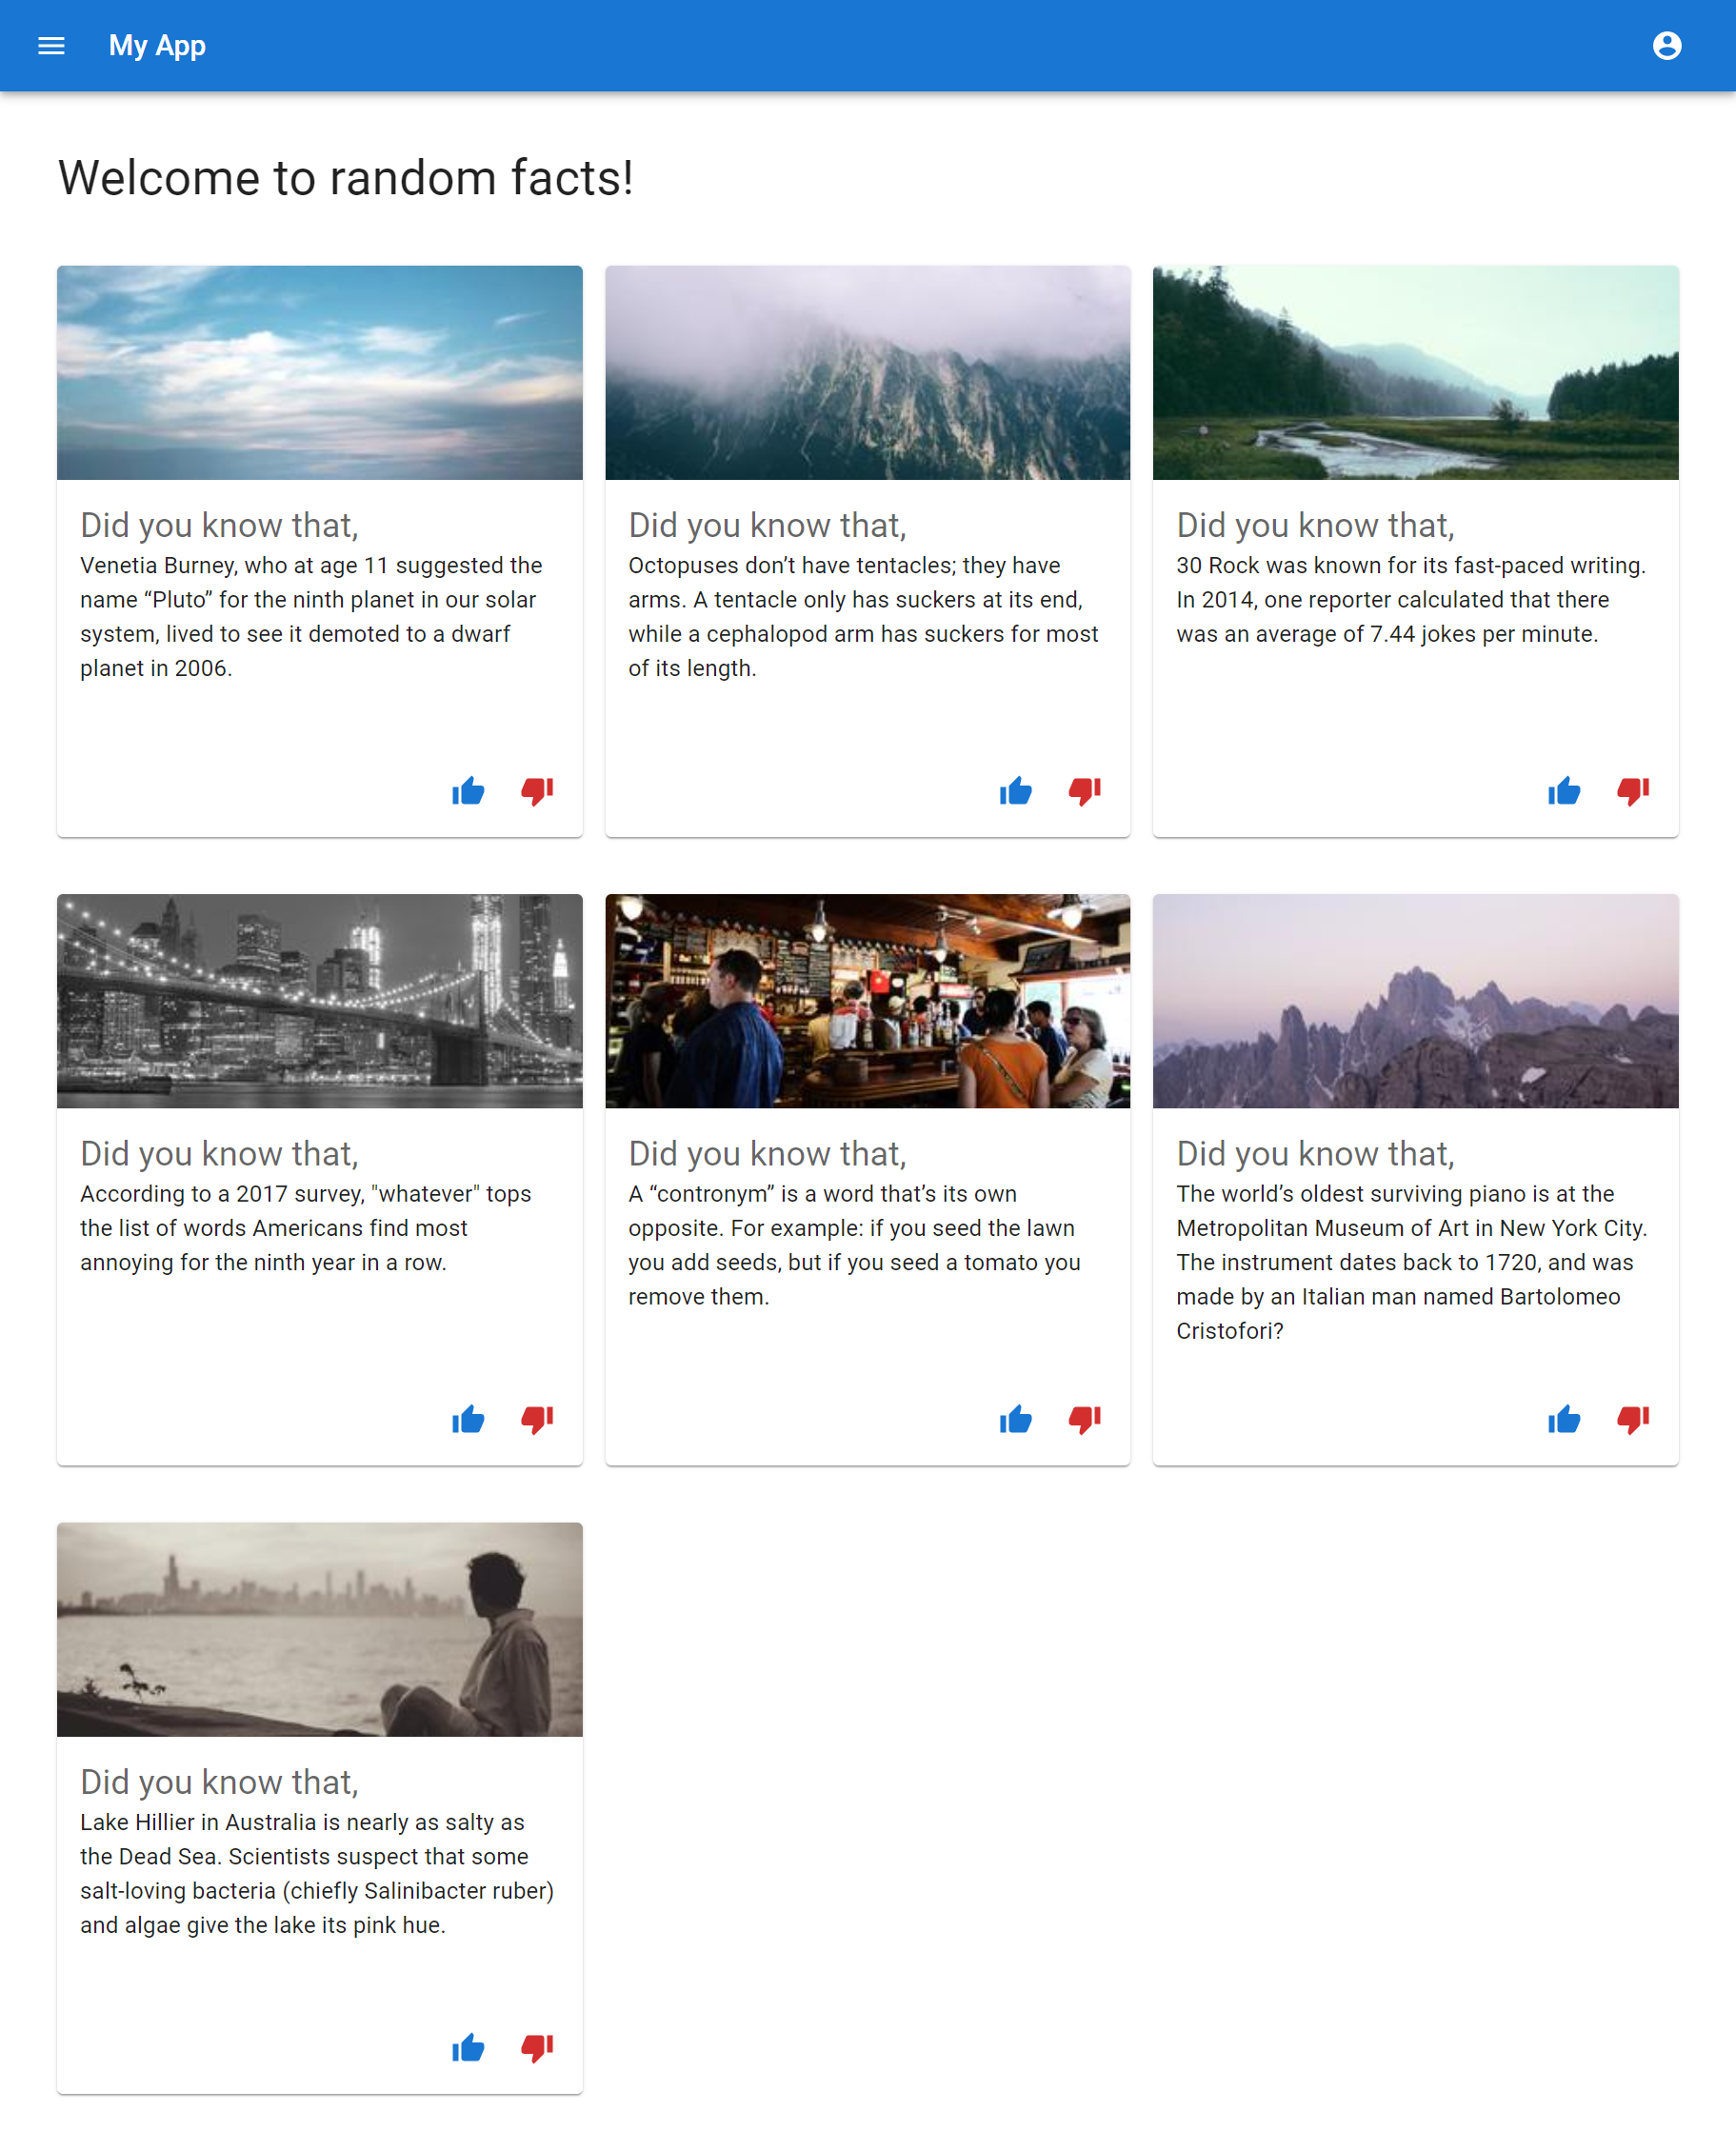 My App
Welcome to random facts!
Did you know that,
Venetia Burney, who at age 11 suggested the
name “Pluto” for the ninth planet in our solar
system, lived to see it demoted to a dwarf
planet in 2006.
Did you know that,
Octopuses don’t have tentacles; they have
arms. A tentacle only has suckers at its end,
while a cephalopod arm has suckers for most
of its length.
Did you know that,
30 Rock was known for its fast-paced writing.
In 2014, one reporter calculated that there
was an average of 7.44 jokes per minute.
Did you know that,
According to a 2017 survey, "whatever" tops
the list of words Americans find most
annoying for the ninth year in a row.
Did you know that,
A “contronym” is a word that’s its own
opposite. For example: if you seed the lawn
you add seeds, but if you seed a tomato you
remove them.
Did you know that,
The world’s oldest surviving piano is at the
Metropolitan Museum of Art in New York City.
The instrument dates back to 1720, and was
made by an Italian man named Bartolomeo
Cristofori?
Did you know that,
Lake Hillier in Australia is nearly as salty as
the Dead Sea. Scientists suspect that some
salt-loving bacteria (chiefly Salinibacter ruber)
and algae give the lake its pink hue.